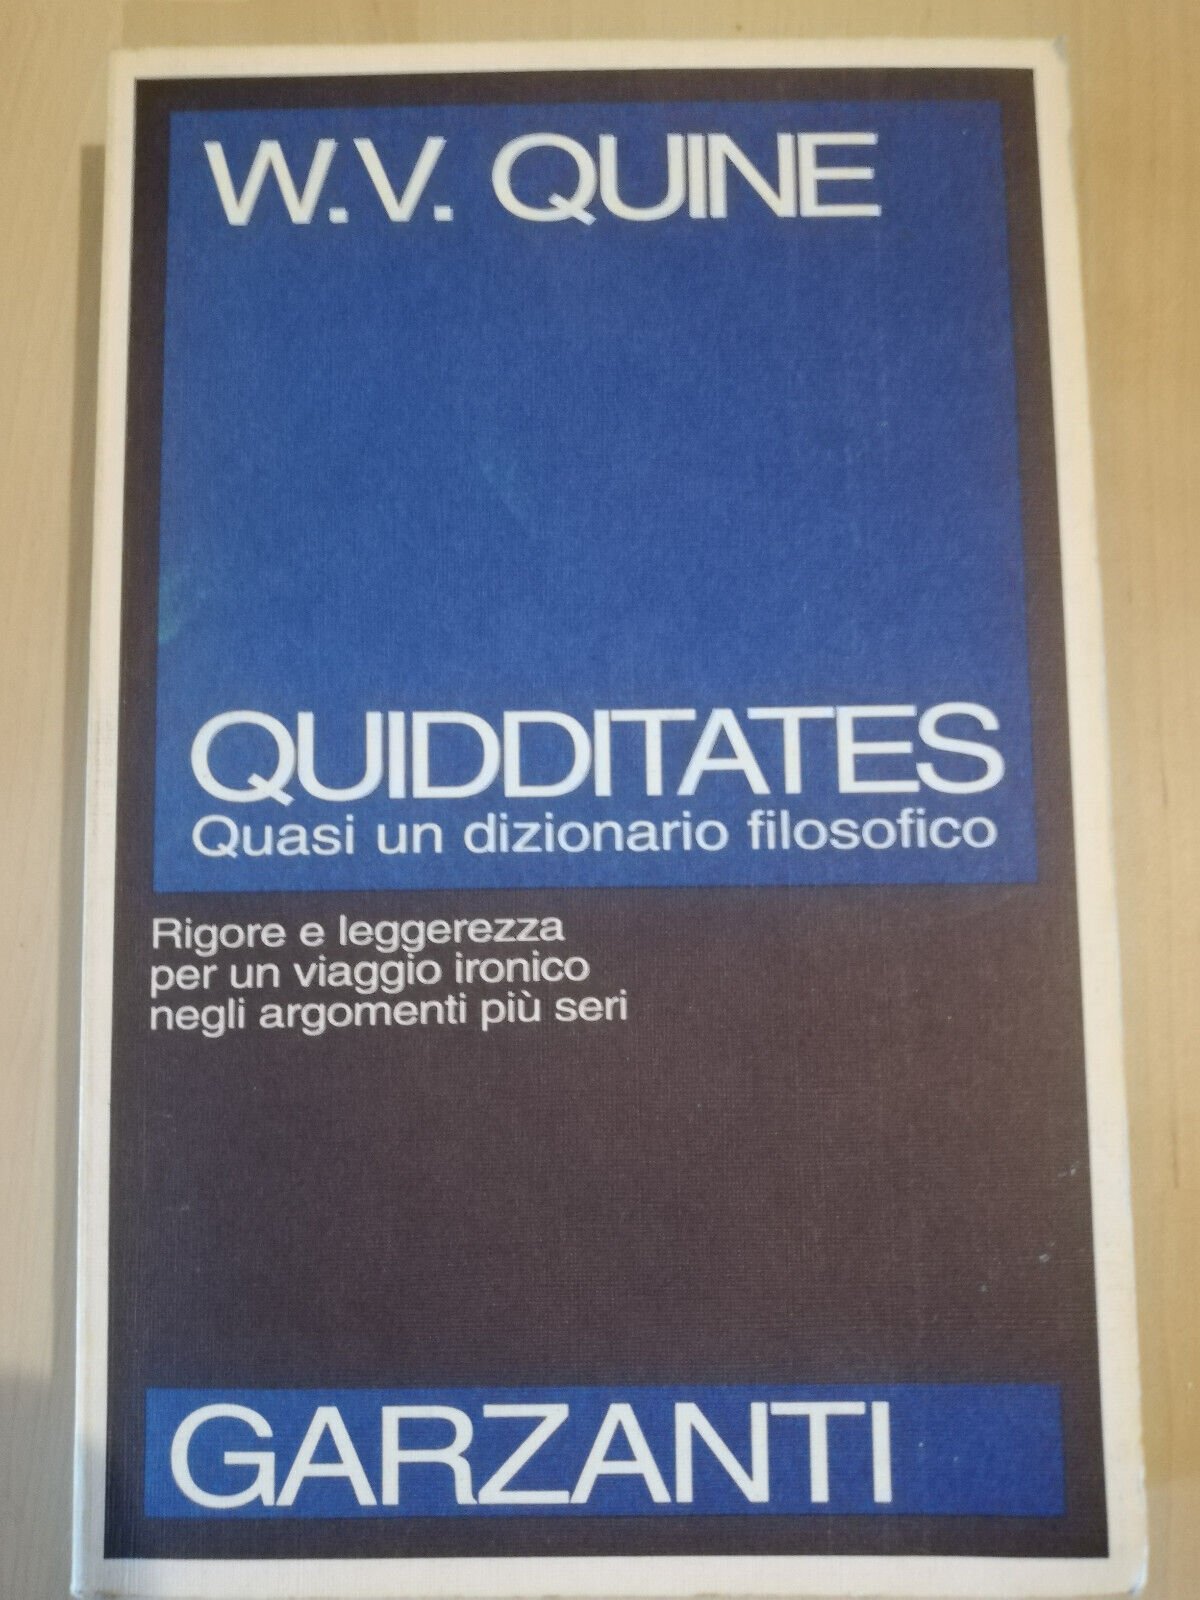 W.V. QUINE
QUIDDITATES
Quasi un dizionario filosofico
Rigore e leggerezza
per un viaggio ironico
negli argomenti più seri
GARZANTI